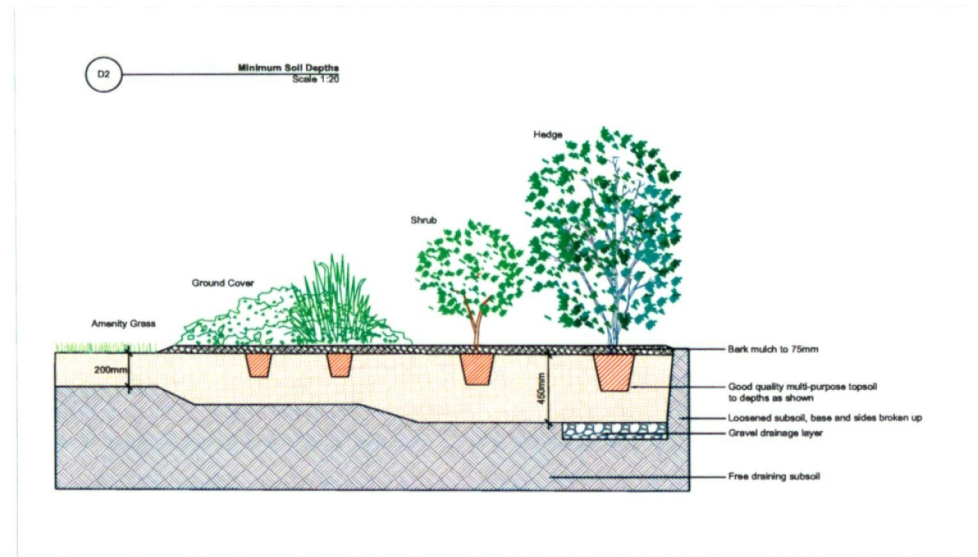 D2
Minimum Soil Depths
Scale 1:20
Hedge
Shrub
Ground Cover
Amenity Grass
200mm
450mm
Bark mulch to 75mm
Good quality multi-purpose topsoil
to depths as shown
Loosened subsoil, base and sides broken up
Gravel drainage layer
Free draining subsoil